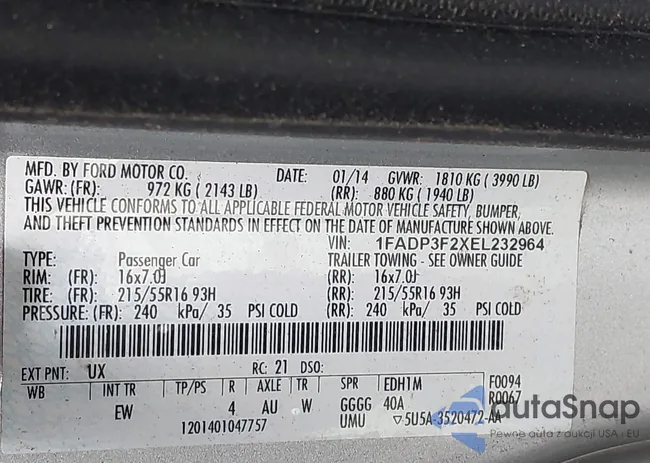 MFD. BY FORD MOTOR CO. DATE: 01/14 GVWR: 1810 KG ( 3990 LB)
GAWR: (FR): 972 KG ( 2143 LB) (RR): 880 KG ( 1940 LB)
THIS VEHICLE CONFORMS TO ALL APPLICABLE FEDERAL MOTOR VEHICLE SAFETY, BUMPER,
AND THEFT PREVENTION STANDARDS IN EFFECT ON THE DATE OF MANUFACTURE SHOWN ABOVE.
VIN: 1FADP3F2XEL232964
TYPE: Passenger Car TRAILER TOWING - SEE OWNER GUIDE
RIM: (FR): 16x7.0J (RR): 16x7.0J
TIRE: (FR): 215/55R16 93H (RR): 215/55R16 93H
PRESSURE: (FR): 240 kPa/ 35 PSI COLD (RR): 240 kPa/ 35 PSI COLD
EXT PNT: UX RC: 21 DSO:
WB INT TR TP/PS R AXLE TR SPR EDH1M F0094
EW 4 AU W GGGG 40A R0067
1201401047757 UMU ▽5U5A-3520472-AA
autoSnap
Pewne auta z aukcji USA i EU